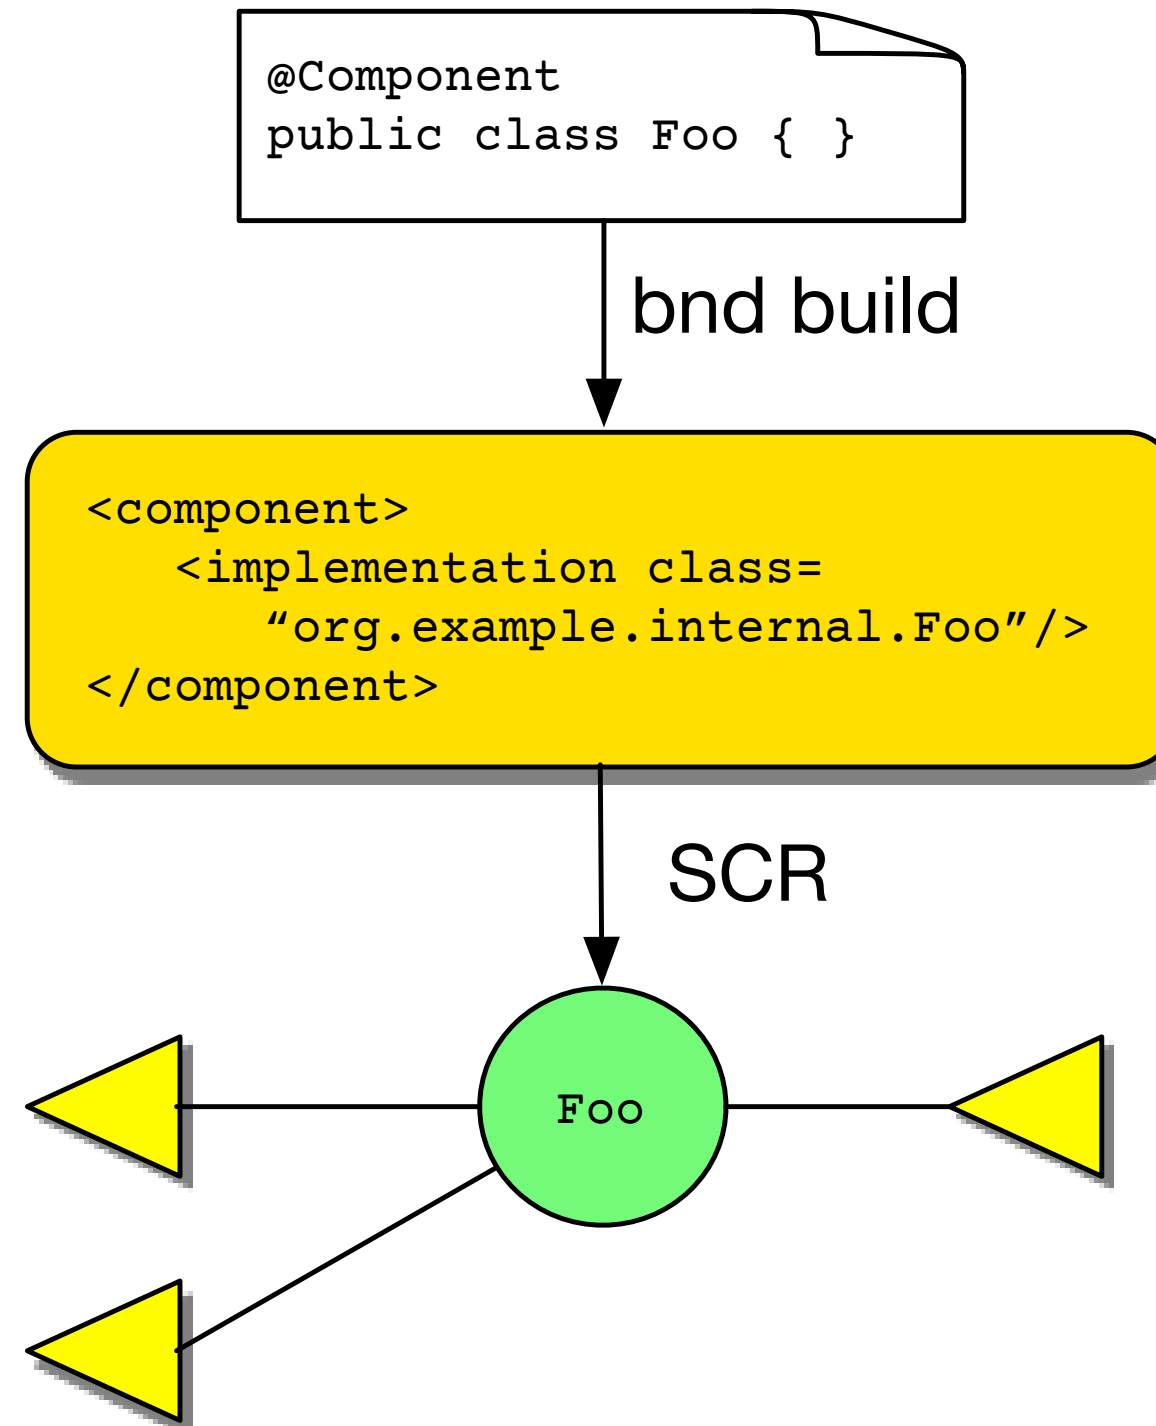 @Component
public class Foo { }
bnd build
<component>
<implementation class=
“org.example.internal.Foo”/>
</component>
SCR
Foo